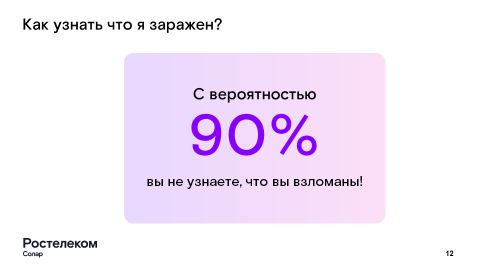 Как узнать что я заражен?
С вероятностью
90%
вы не узнаете, что вы взломаны!
Ростелеком
Солар
12